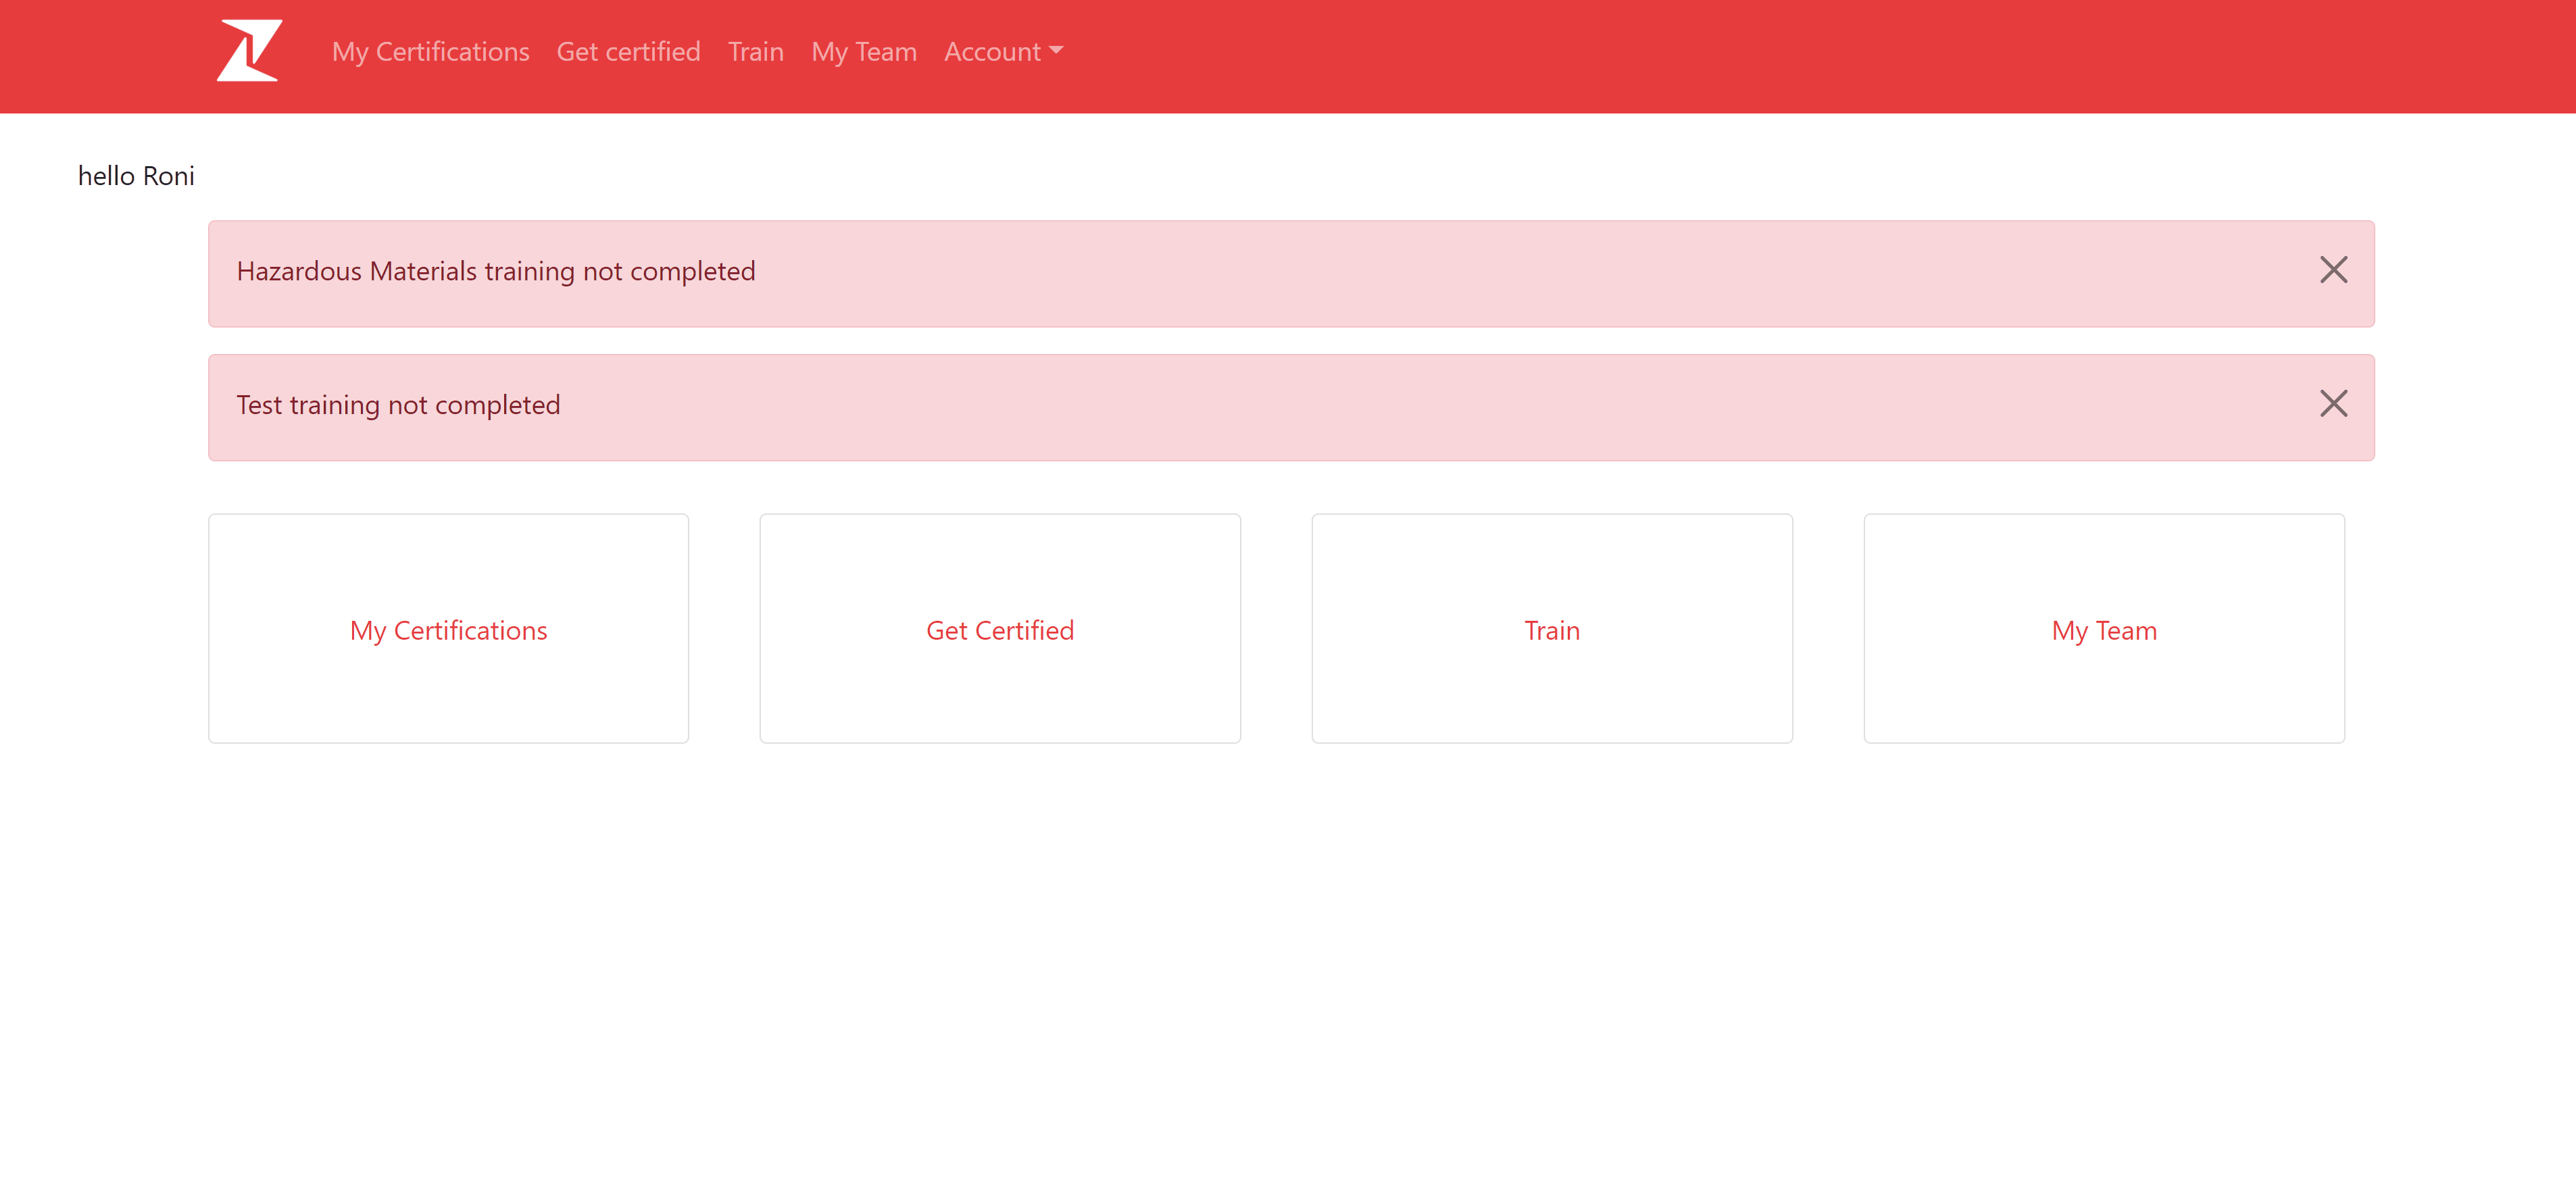 My Certifications Get certified Train My Team Account
hello Roni
Hazardous Materials training not completed
Test training not completed
My Certifications Get Certified Train My Team